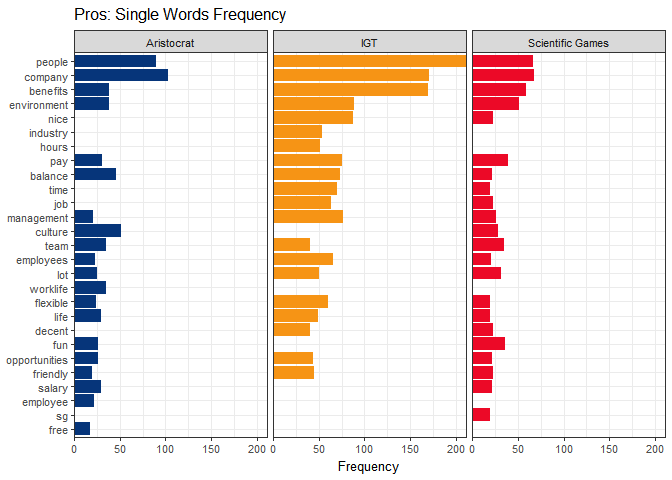 Pros: Single Words Frequency
Aristocrat IGT Scientific Games
people
company
benefits
environment
nice
industry
hours
pay
balance
time
job
management
culture
team
employees
lot
worklife
flexible
life
decent
fun
opportunities
friendly
salary
employee
sg
free
0 50 100 150 200 50 100 150 200 0 50 100 150 200
Frequency